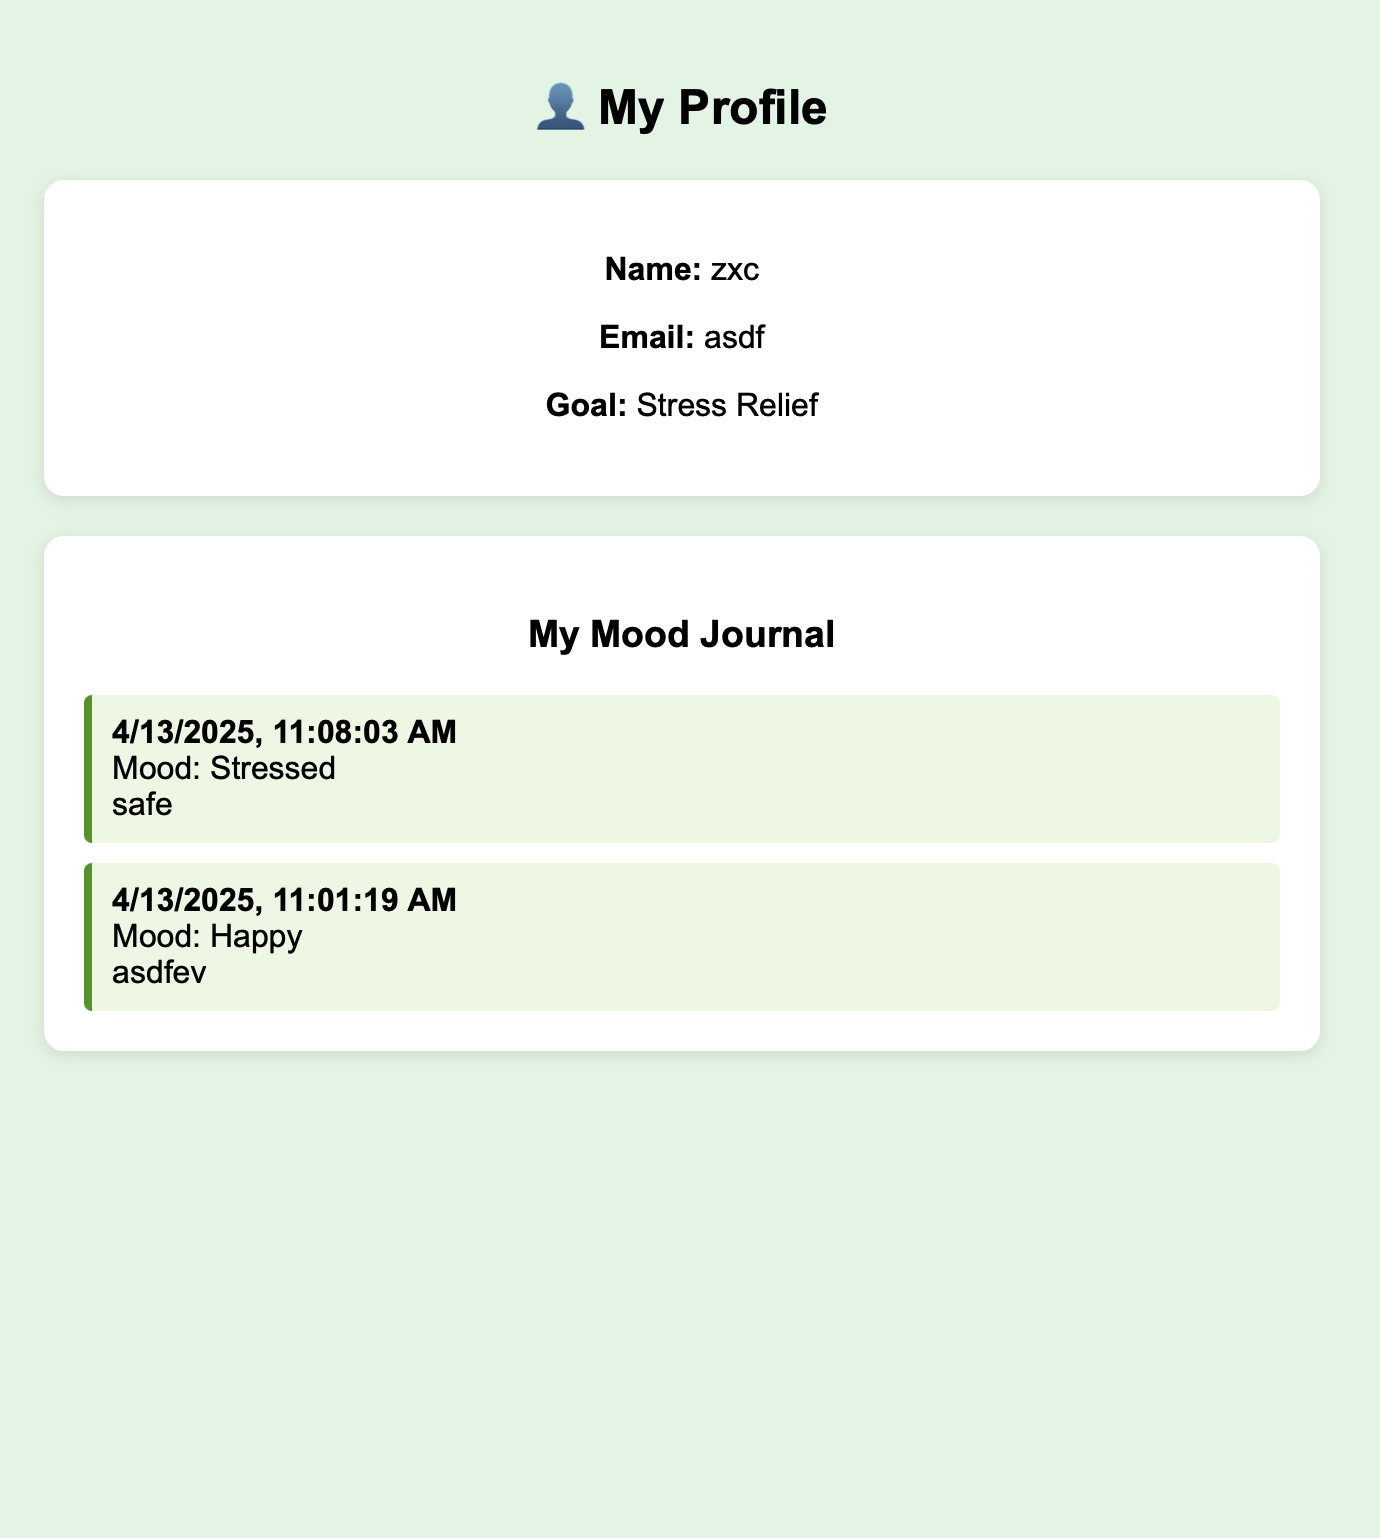 👤 My Profile
Name: zxc
Email: asdf
Goal: Stress Relief
My Mood Journal
4/13/2025, 11:08:03 AM
Mood: Stressed
safe
4/13/2025, 11:01:19 AM
Mood: Happy
asdfev